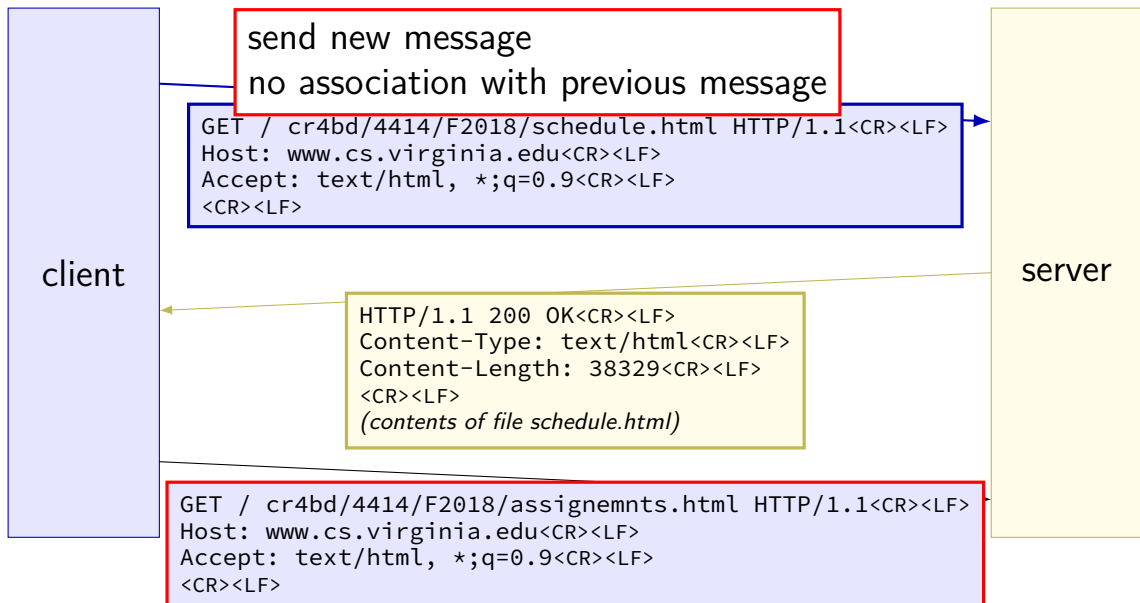 send new message
no association with previous message
GET / cr4bd/4414/F2018/schedule.html HTTP/1.1<CR><LF>
Host: www.cs.virginia.edu<CR><LF>
Accept: text/html, *;q=0.9<CR><LF>
<CR><LF>
client
server
HTTP/1.1 200 OK<CR><LF>
Content-Type: text/html<CR><LF>
Content-Length: 38329<CR><LF>
<CR><LF>
(contents of file schedule.html)
GET / cr4bd/4414/F2018/assignemnts.html HTTP/1.1<CR><LF>
Host: www.cs.virginia.edu<CR><LF>
Accept: text/html, *;q=0.9<CR><LF>
<CR><LF>